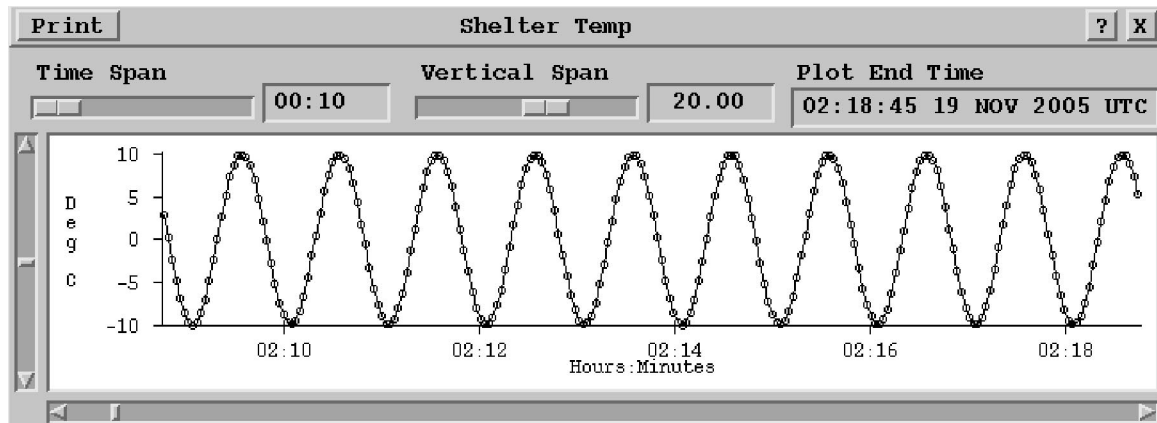 Print Shelter Temp ? X
Time Span Vertical Span Plot End Time
00:10 20.00 02:18:45 19 NOV 2005 UTC
10
5
0
-5
-10
Deg C
02:10 02:12 02:14 02:16 02:18
Hours:Minutes